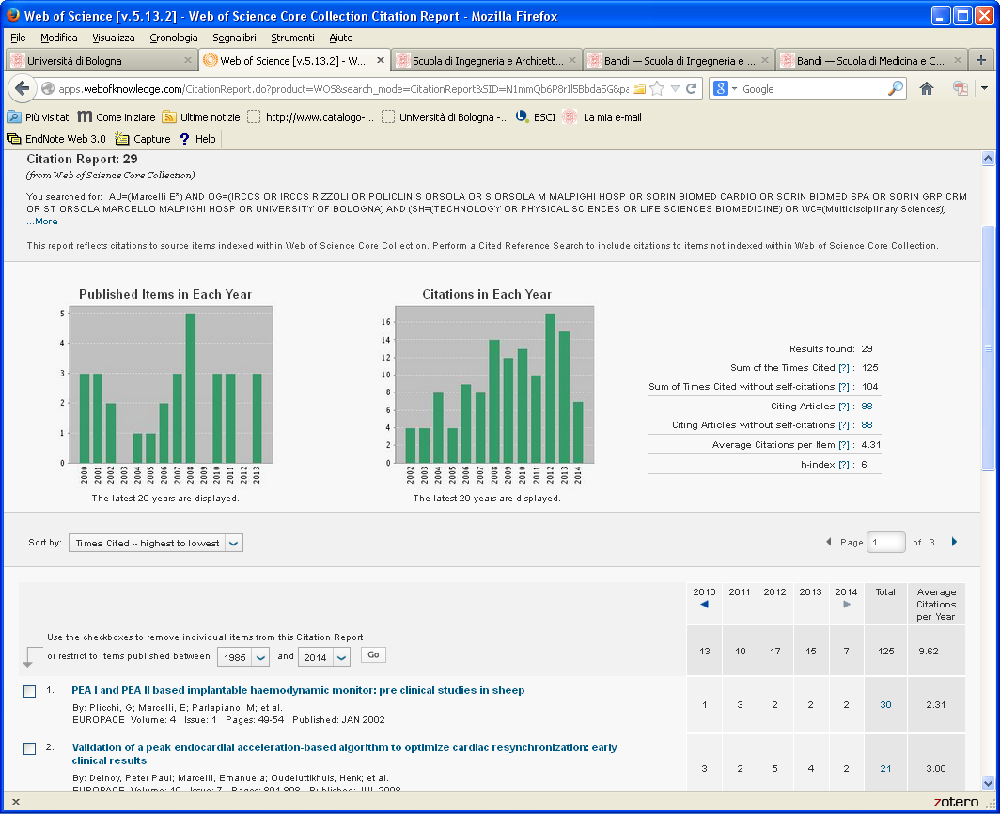 Web of Science [v.5.13.2] - Web of Science Core Collection Citation Report - Mozilla Firefox
File Modifica Visualizza Cronologia Segnalibri Strumenti Aiuto
Università di Bologna
Web of Science [v.5.13.2] - W...
Scuola di Ingegneria e Architett...
Bandi — Scuola di Ingegneria e ...
Bandi — Scuola di Medicina e C...
apps.webofknowledge.com/CitationReport.do?product=WOS&search_mode=CitationReport&SID=
Google
Più visitati Come iniziare Ultime notizie http://www.catalogo-... Università di Bologna -... ESCI La mia e-mail
EndNote Web 3.0 Capture Help
Citation Report: 29
(from Web of Science Core Collection)
You searched for: AU=(Marcelli E*) AND OG=(IRCCS OR IRCCS RIZZOLI OR POLICLIN S ORSOLA OR S ORSOLA M MALPIGHI HOSP OR SORIN BIOMED CARDIO OR SORIN BIOMED SPA OR SORIN GRP CRM
OR ST ORSOLA MARCELLO MALPIGHI HOSP OR UNIVERSITY OF BOLOGNA) AND (SH=(TECHNOLOGY OR PHYSICAL SCIENCES OR LIFE SCIENCES BIOMEDICINE) OR WC=(Multidisciplinary Sciences))
...More
This report reflects citations to source items indexed within Web of Science Core Collection. Perform a Cited Reference Search to include citations to items not indexed within Web of Science Core Collection.
Published Items in Each Year
5
4
3
2
1
0
2000 2001 2002 2003 2004 2005 2006 2007 2008 2009 2010 2011 2012 2013
The latest 20 years are displayed.
Citations in Each Year
16
14
12
10
8
6
4
2
0
2002 2003 2004 2005 2006 2007 2008 2009 2010 2011 2012 2013 2014
The latest 20 years are displayed.
Results found: 29
Sum of the Times Cited [?] : 125
Sum of Times Cited without self-citations [?] : 104
Citing Articles [?] : 98
Citing Articles without self-citations [?] : 88
Average Citations per Item [?] : 4.31
h-index [?] : 6
Sort by: Times Cited -- highest to lowest
Page 1 of 3
2010 2011 2012 2013 2014 Total Average
Citations
per Year
Use the checkboxes to remove individual items from this Citation Report
or restrict to items published between 1985 and 2014 Go
13 10 17 15 7 125 9.62
1. PEA I and PEA II based implantable haemodynamic monitor: pre clinical studies in sheep
By: Plicchi, G; Marcelli, E; Parlapiano, M; et al.
EUROPACE Volume: 4 Issue: 1 Pages: 49-54 Published: JAN 2002
1 3 2 2 2 30 2.31
2. Validation of a peak endocardial acceleration-based algorithm to optimize cardiac resynchronization: early
clinical results
By: Delnoy, Peter Paul; Marcelli, Emanuela; Oudeluttikhuis, Henk; et al.
EUROPACE Volume: 10 Issue: 7 Pages: 801-808 Published: JUL 2008
3 2 5 4 2 21 3.00
zotero